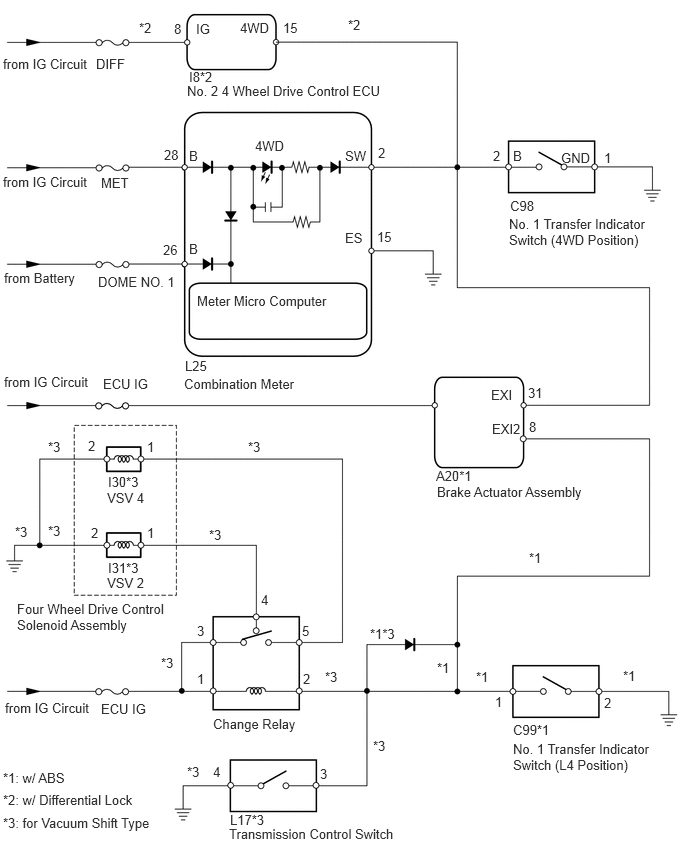 *2 8 IG 4WD 15 *2
from IG Circuit DIFF
I8*2
No. 2 4 Wheel Drive Control ECU
28 B 4WD SW 2 2 B GND 1
from IG Circuit MET
C98
No. 1 Transfer Indicator
Switch (4WD Position)
26 B ES 15
from Battery DOME NO. 1
Meter Micro Computer
L25
Combination Meter
from IG Circuit ECU IG
EXI 31
EXI2 8
A20*1
Brake Actuator Assembly
*3 2 1 *3
I30*3
VSV 4
*3 *3 2 1 *3
I31*3
VSV 2
*1
Four Wheel Drive Control
Solenoid Assembly
4
3 5
*1*3
*3 *1
1 2 *3 *1 1 2 *1
from IG Circuit ECU IG
Change Relay
C99*1
No. 1 Transfer Indicator
Switch (L4 Position)
*3
*3 4 3
L17*3
Transmission Control Switch
*1: w/ ABS
*2: w/ Differential Lock
*3: for Vacuum Shift Type